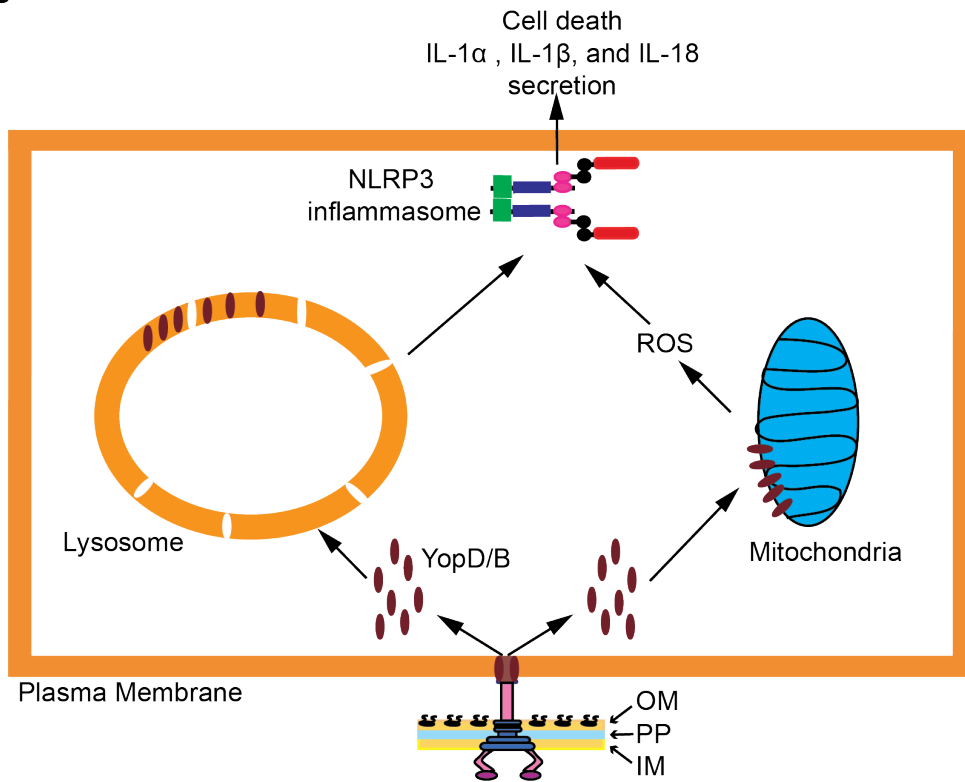 Cell death
IL-1α , IL-1β, and IL-18
secretion
NLRP3
inflammasome
ROS
Lysosome
YopD/B
Mitochondria
Plasma Membrane
OM
PP
IM